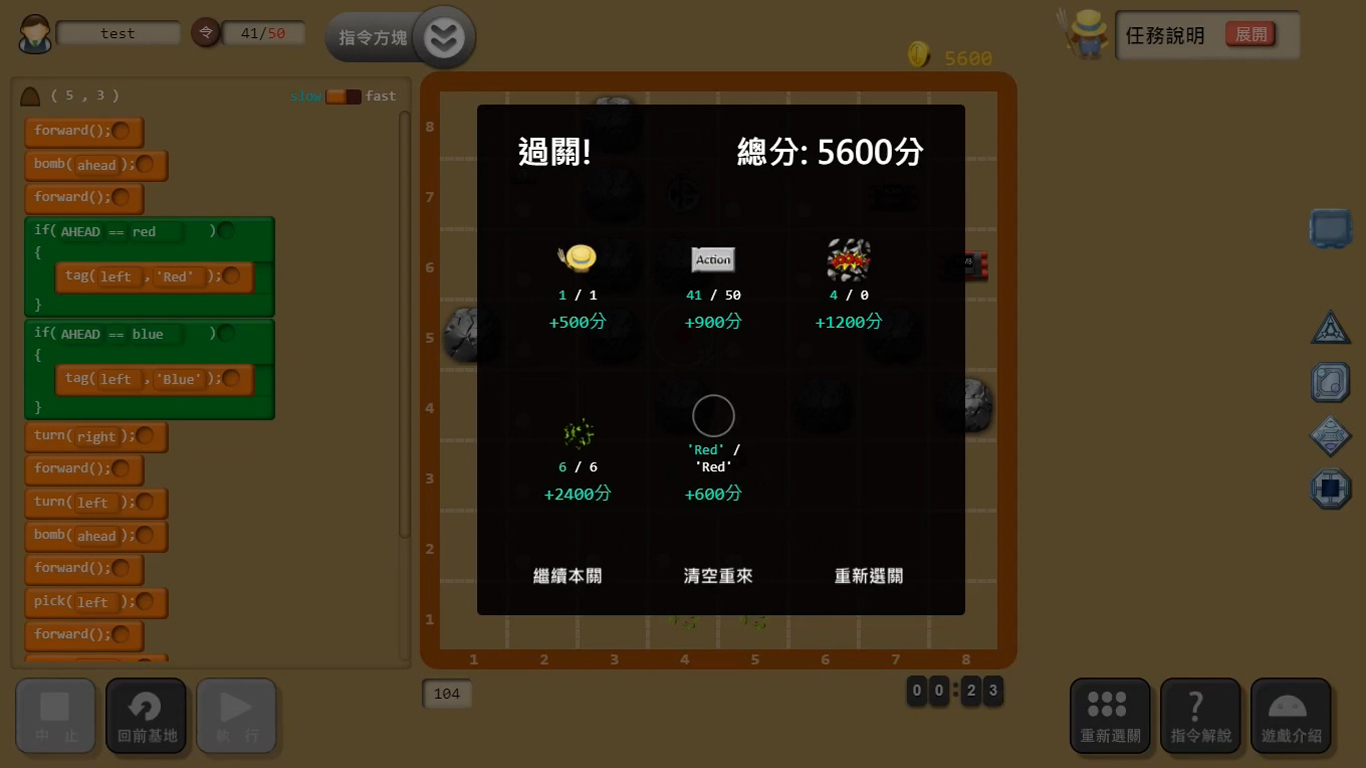 test
令
41/50
指令方塊
5600
任務說明
展開
( 5 , 3 )
slow
fast
forward();
bomb( ahead );
forward();
if( AHEAD == red )
{
tag( left ,'Red' );
}
if( AHEAD == blue )
{
tag( left ,'Blue' );
}
turn( right );
forward();
turn( left );
bomb( ahead );
forward();
pick( left );
forward();
8
7
6
5
4
3
2
1
1 2 3 4 5 6 7 8
過關!
總分: 5600分
Action
1 / 1
41 / 50
4 / 0
+500分
+900分
+1200分
6 / 6
'Red' /
'Red'
+2400分
+600分
繼續本關
清空重來
重新選關
中 止
回前基地
執 行
104
00:23
重新選關
?
指令解說
遊戲介紹